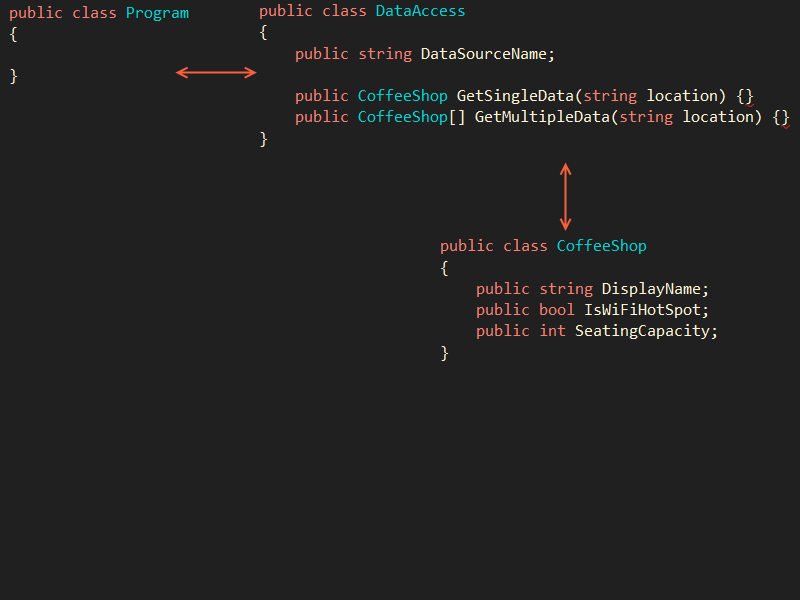 public class Program
{
}
public class DataAccess
{
    public string DataSourceName;
    public CoffeeShop GetSingleData(string location) {}
    public CoffeeShop[] GetMultipleData(string location) {}
}
public class CoffeeShop
{
    public string DisplayName;
    public bool IsWiFiHotSpot;
    public int SeatingCapacity;
}